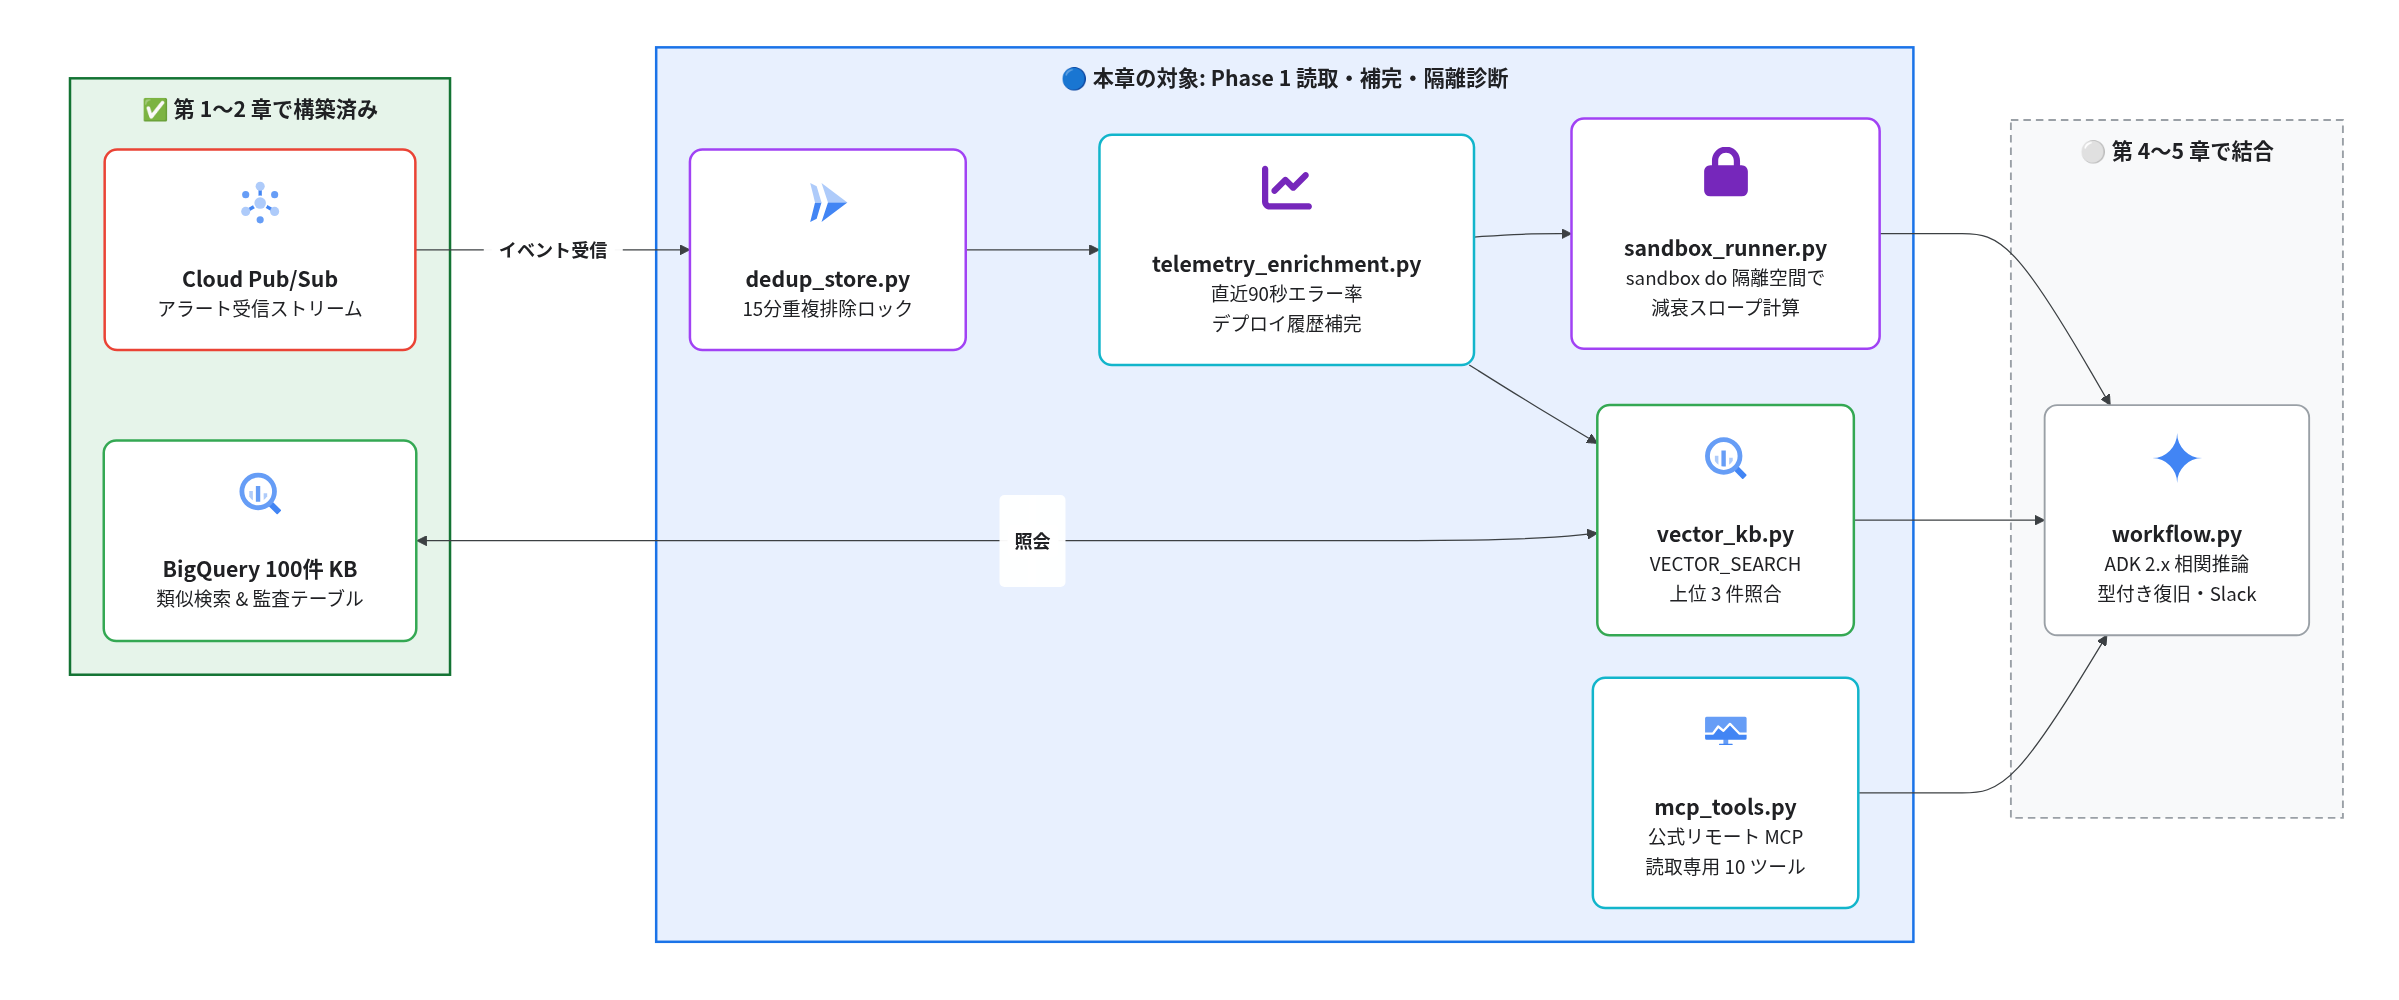 ✅ 第 1〜2 章で構築済み
Cloud Pub/Sub
アラート受信ストリーム
BigQuery 100件 KB
類似検索 & 監査テーブル
イベント受信
照会
🔵 本章の対象: Phase 1 読取・補完・隔離診断
dedup_store.py
15分重複排除ロック
telemetry_enrichment.py
直近90秒エラー率
デプロイ履歴補完
sandbox_runner.py
sandbox do 隔離空間で
減衰スロープ計算
vector_kb.py
VECTOR_SEARCH
上位 3 件照合
mcp_tools.py
公式リモート MCP
読取専用 10 ツール
⚪ 第 4〜5 章で結合
workflow.py
ADK 2.x 相関推論
型付き復旧・Slack